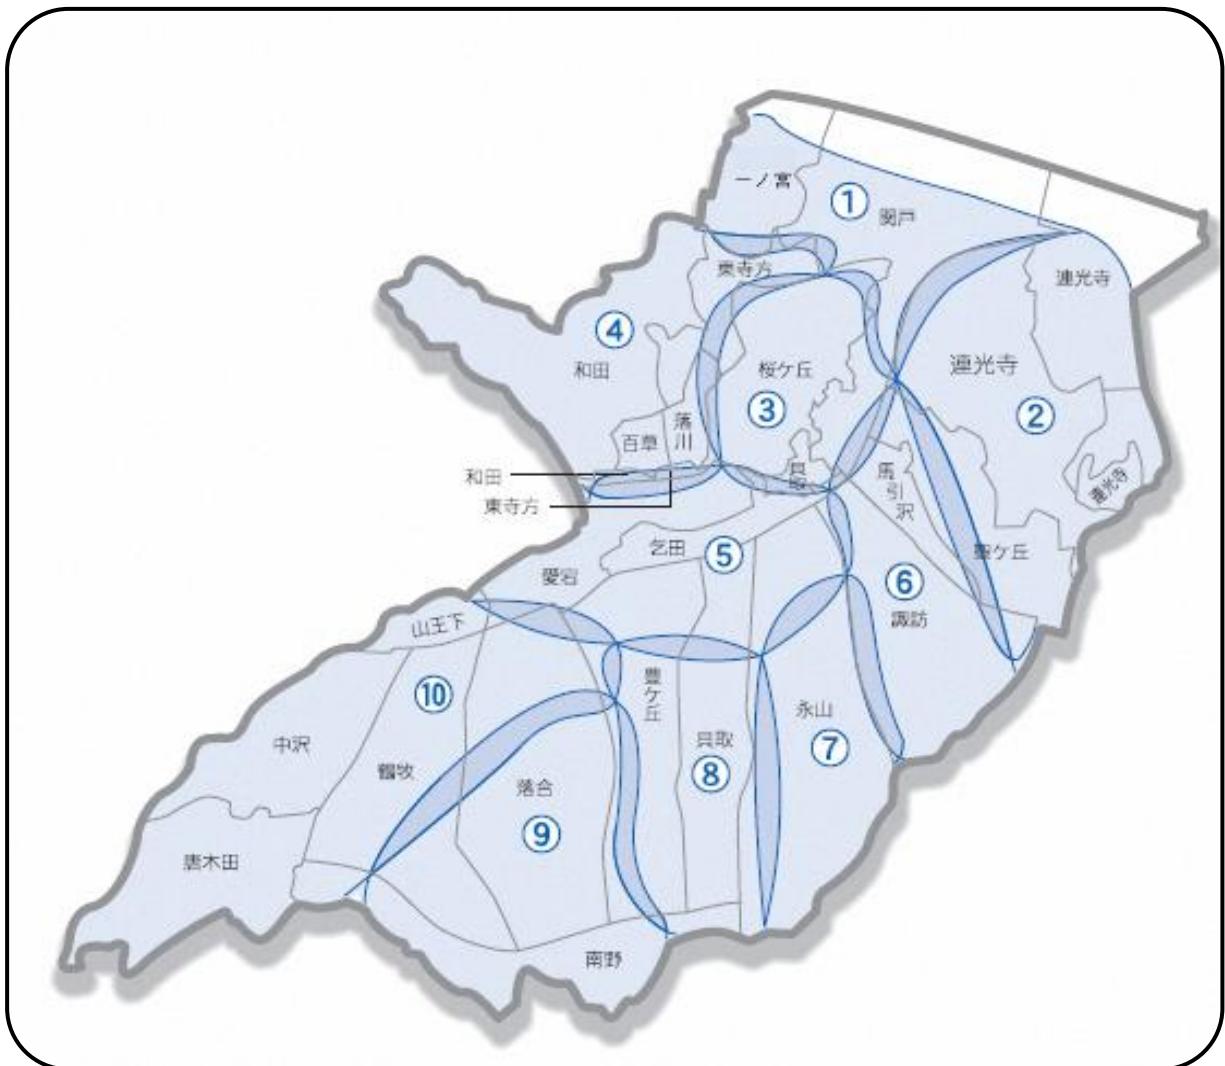 一ノ宮
①
関戸
東寺方
連光寺
④
和田
桜ケ丘
③
連光寺
②
百草
落川
貝取
馬引沢
連光寺
和田
東寺方
聖ケ丘
乞田
⑤
愛宕
⑥
諏訪
山王下
⑩
豊ケ丘
永山
⑦
中沢
鶴牧
貝取
⑧
落合
⑨
唐木田
南野